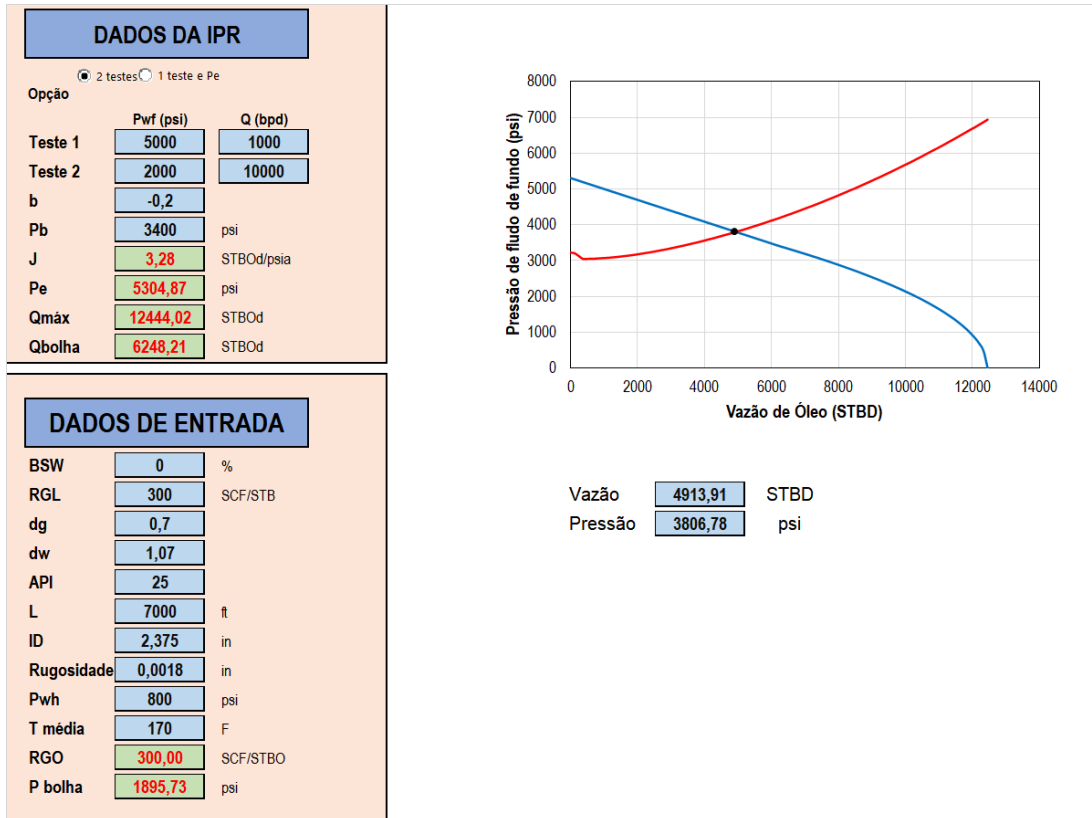 DADOS DA IPR
2 testes 1 teste e Pe
Opção
Pwf (psi) Q (bpd)
Teste 1 5000 1000
Teste 2 2000 10000
b -0,2
Pb 3400 psi
J 3,28 STBOd/psia
Pe 5304,87 psi
Qmáx 12444,02 STBOd
Qbolha 6248,21 STBOd
DADOS DE ENTRADA
BSW 0 %
RGL 300 SCF/STB
dg 0,7
dw 1,07
API 25
L 7000 ft
ID 2,375 in
Rugosidade 0,0018 in
Pwh 800 psi
T média 170 F
RGO 300,00 SCF/STBO
P bolha 1895,73 psi
Pressão de fludo de fundo (psi)
8000
7000
6000
5000
4000
3000
2000
1000
0
0 2000 4000 6000 8000 10000 12000 14000
Vazão de Óleo (STBD)
Vazão 4913,91 STBD
Pressão 3806,78 psi